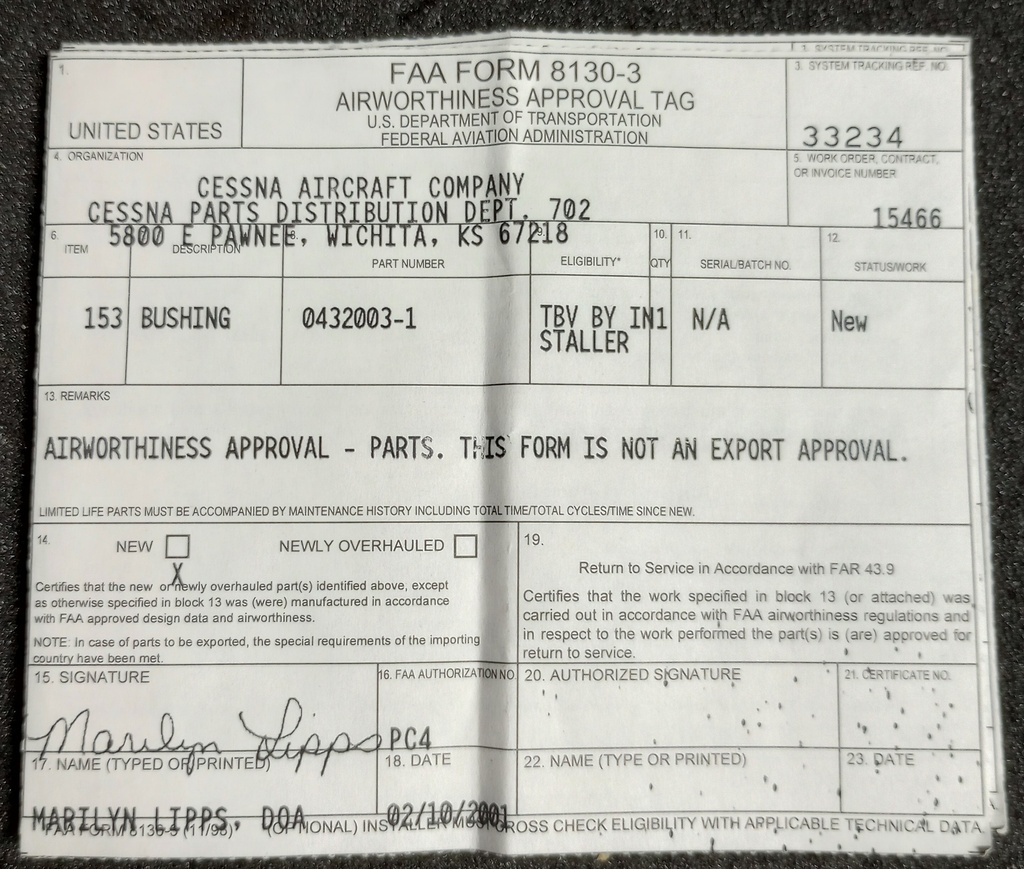 1. SYSTEM TRACKING REF. NO.
1.
UNITED STATES
FAA FORM 8130-3
AIRWORTHINESS APPROVAL TAG
U.S. DEPARTMENT OF TRANSPORTATION
FEDERAL AVIATION ADMINISTRATION
3. SYSTEM TRACKING REF. NO.
33234
4. ORGANIZATION
CESSNA AIRCRAFT COMPANY
CESSNA PARTS DISTRIBUTION DEPT. 702
5800 E PAWNEE, WICHITA, KS 67218
5. WORK ORDER, CONTRACT,
OR INVOICE NUMBER
15466
6.
ITEM
DESCRIPTION
8.
PART NUMBER
9.
ELIGIBILITY*
10.
QTY
11.
SERIAL/BATCH NO.
12.
STATUS/WORK
153
BUSHING
0432003-1
TBV BY IN
STALLER
1
N/A
New
13. REMARKS
AIRWORTHINESS APPROVAL - PARTS. THIS FORM IS NOT AN EXPORT APPROVAL.
LIMITED LIFE PARTS MUST BE ACCOMPANIED BY MAINTENANCE HISTORY INCLUDING TOTAL TIME/TOTAL CYCLES/TIME SINCE NEW.
14.
NEW
NEWLY OVERHAULED
X
Certifies that the new or newly overhauled part(s) identified above, except
as otherwise specified in block 13 was (were) manufactured in accordance
with FAA approved design data and airworthiness.
NOTE: In case of parts to be exported, the special requirements of the importing
country have been met.
19.
Return to Service in Accordance with FAR 43.9
Certifies that the work specified in block 13 (or attached) was
carried out in accordance with FAA airworthiness regulations and
in respect to the work performed the part(s) is (are) approved for
return to service.
15. SIGNATURE
Marilyn Lipps
16. FAA AUTHORIZATION NO.
PC4
20. AUTHORIZED SIGNATURE
21. CERTIFICATE NO.
17. NAME (TYPED OR PRINTED)
MARILYN LIPPS, DOA
18. DATE
02/10/2001
22. NAME (TYPE OR PRINTED)
23. DATE
FAA FORM 8130-3 (11/93) (OPTIONAL) INSTALLER MUST CROSS CHECK ELIGIBILITY WITH APPLICABLE TECHNICAL DATA.